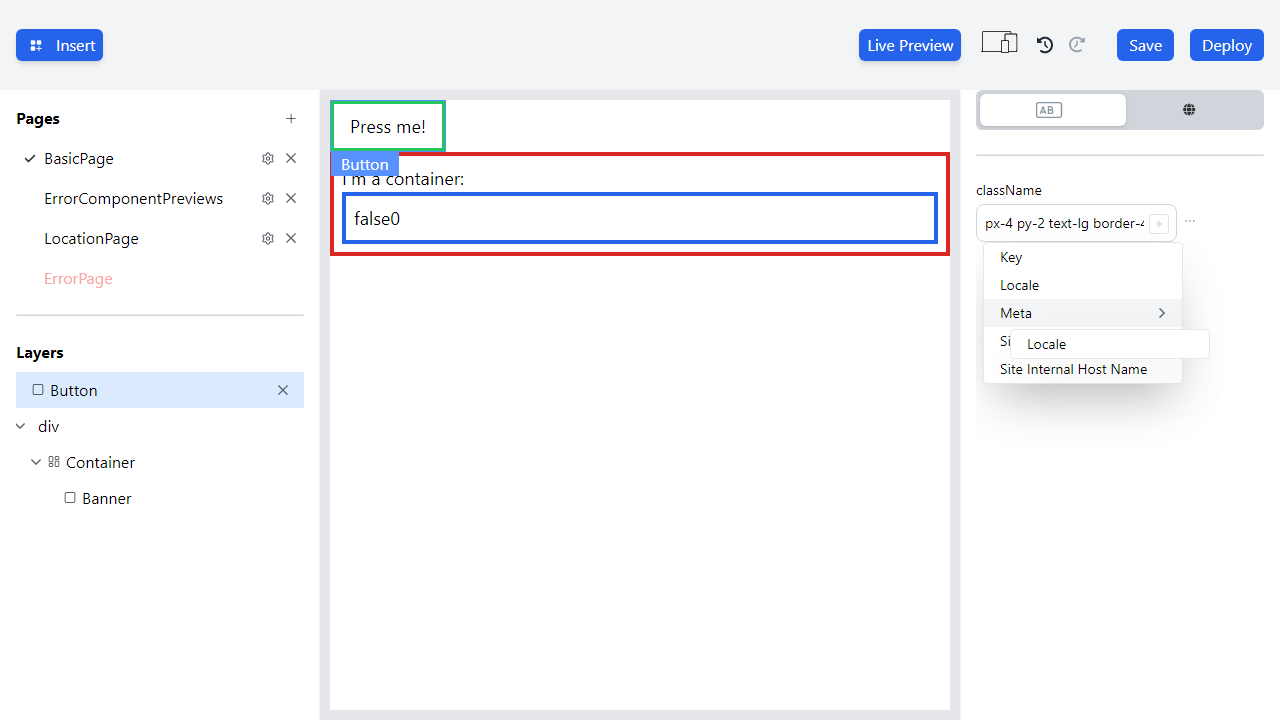 Insert
Live Preview
Save
Deploy
Pages
BasicPage
ErrorComponentPreviews
LocationPage
ErrorPage
Layers
Button
div
Container
Banner
Press me!
Button
I'm a container:
false0
AB
className
px-4 py-2 text-lg border-4
Key
Locale
Meta
Si
Locale
Site Internal Host Name